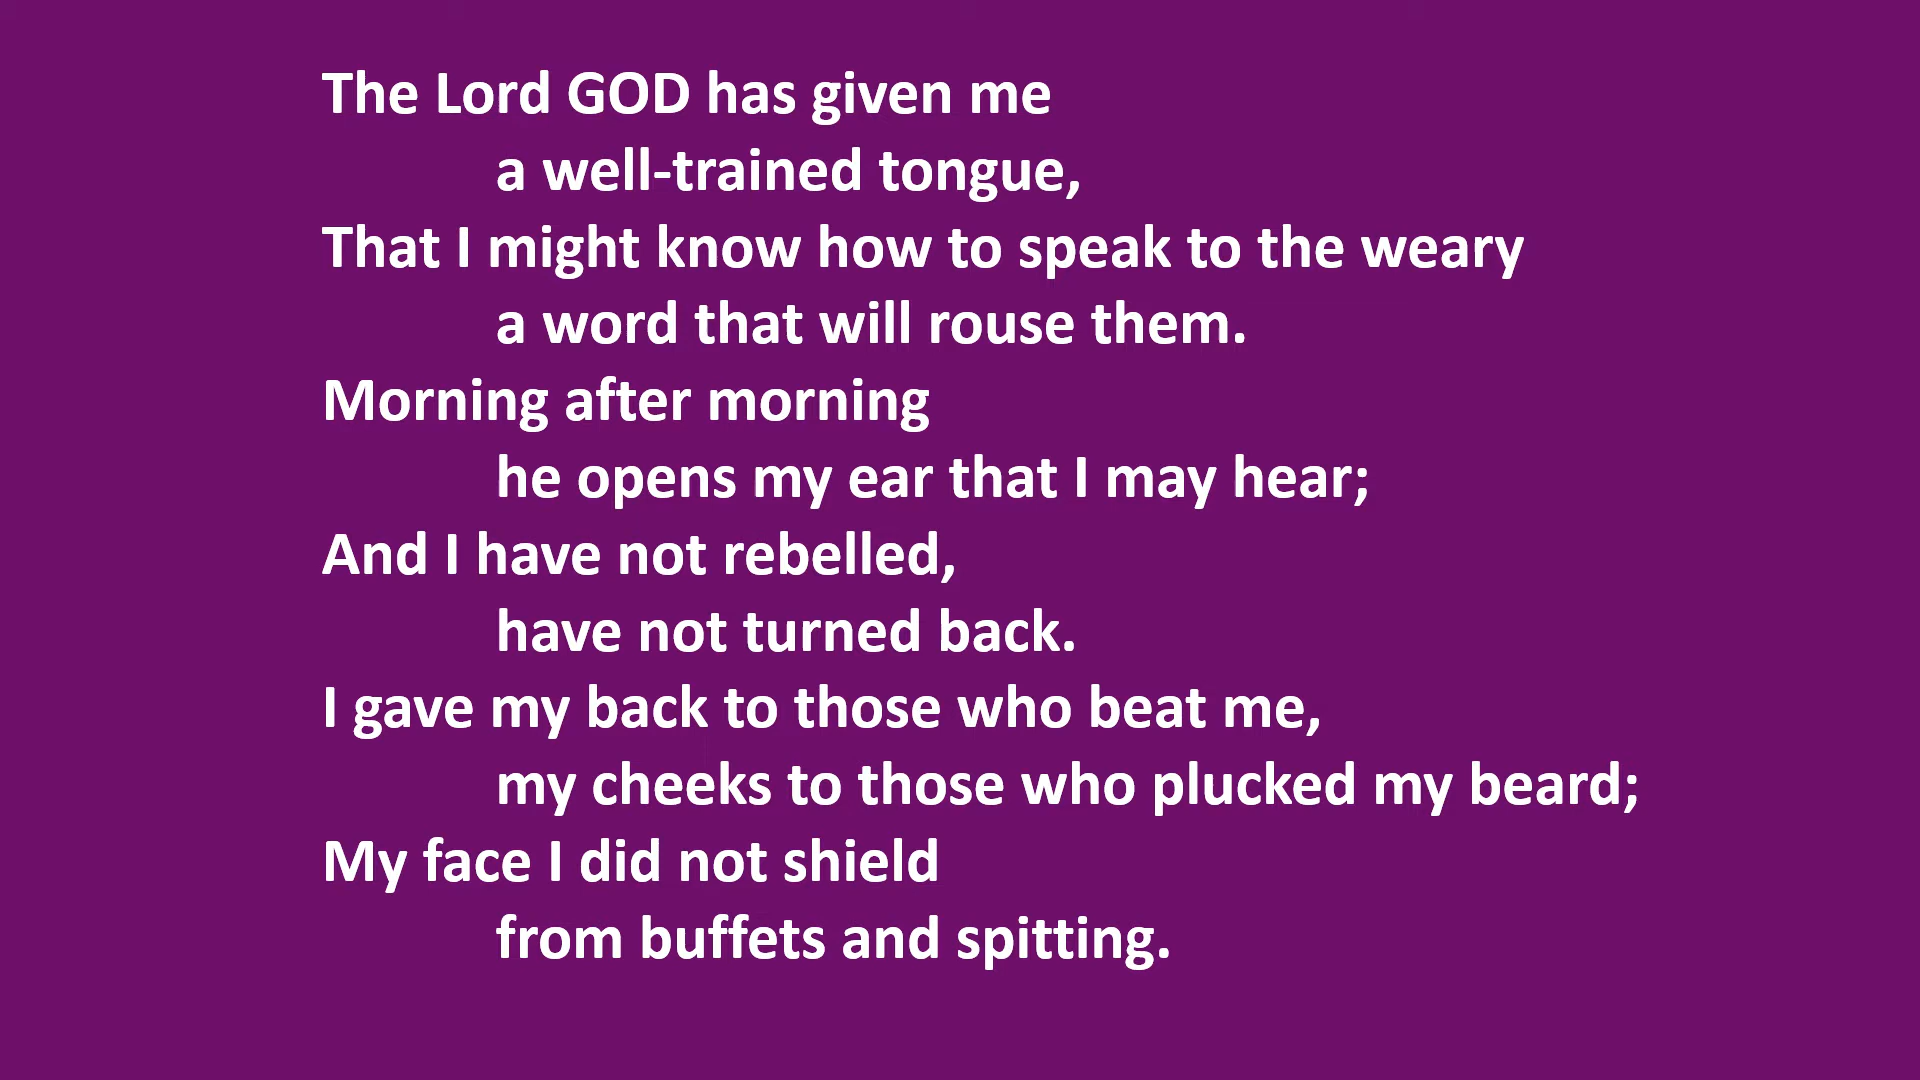 The Lord GOD has given me
a well-trained tongue,
That I might know how to speak to the weary
a word that will rouse them.
Morning after morning
he opens my ear that I may hear;
And I have not rebelled,
have not turned back.
I gave my back to those who beat me,
my cheeks to those who plucked my beard;
My face I did not shield
from buffets and spitting.